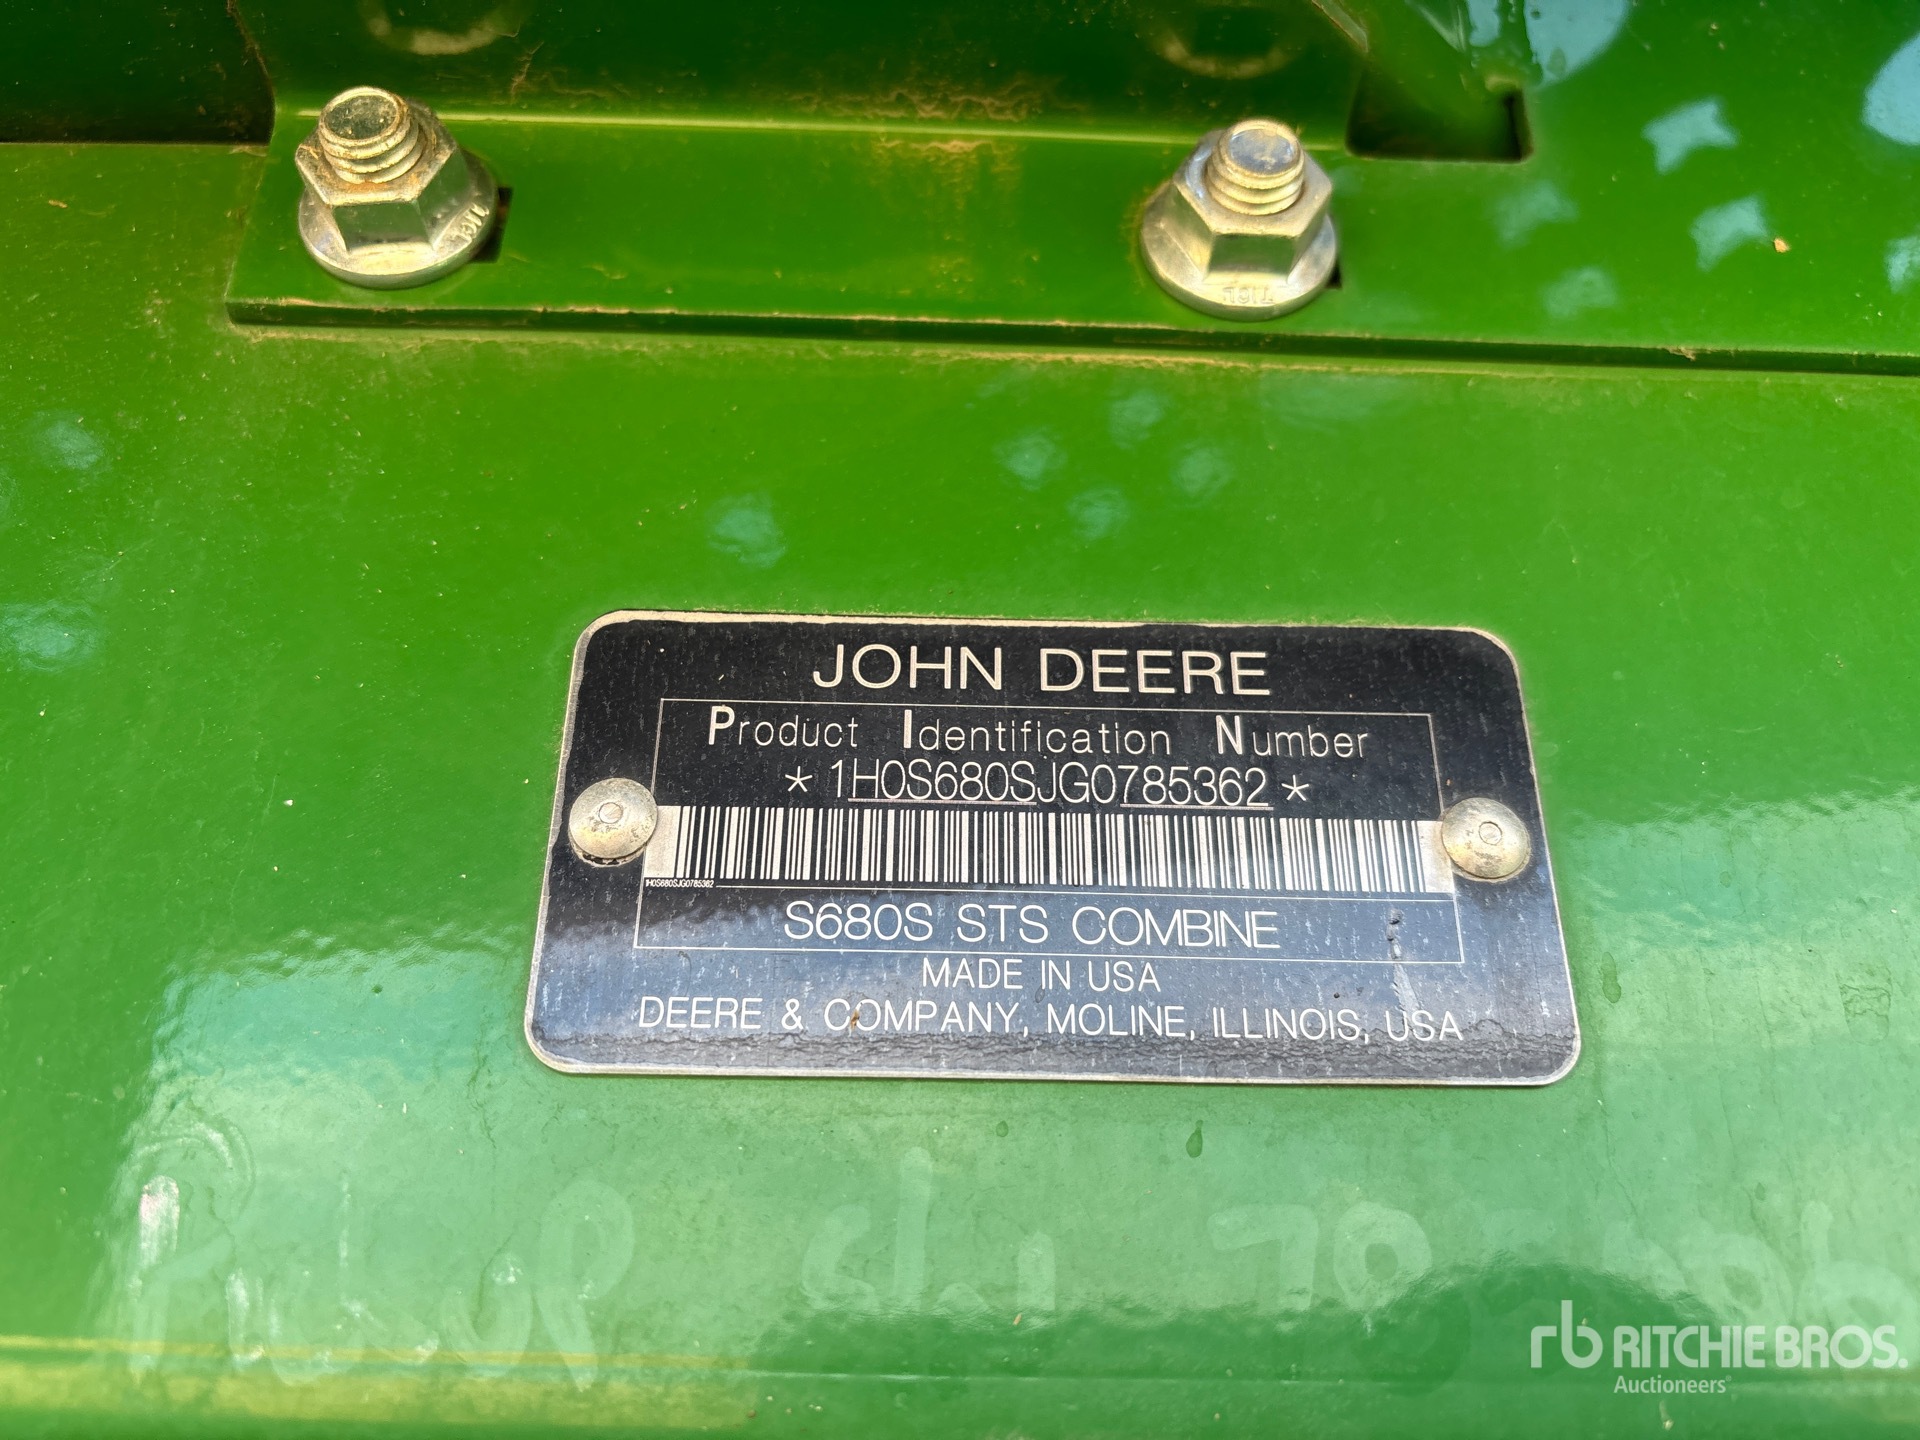 JOHN DEERE
Product Identification Number
* 1H0S680SJG0785362 *
1H0S680SJG0785362
S680S STS COMBINE
MADE IN USA
DEERE & COMPANY, MOLINE, ILLINOIS, USA
rb RITCHIE BROS.
Auctioneers